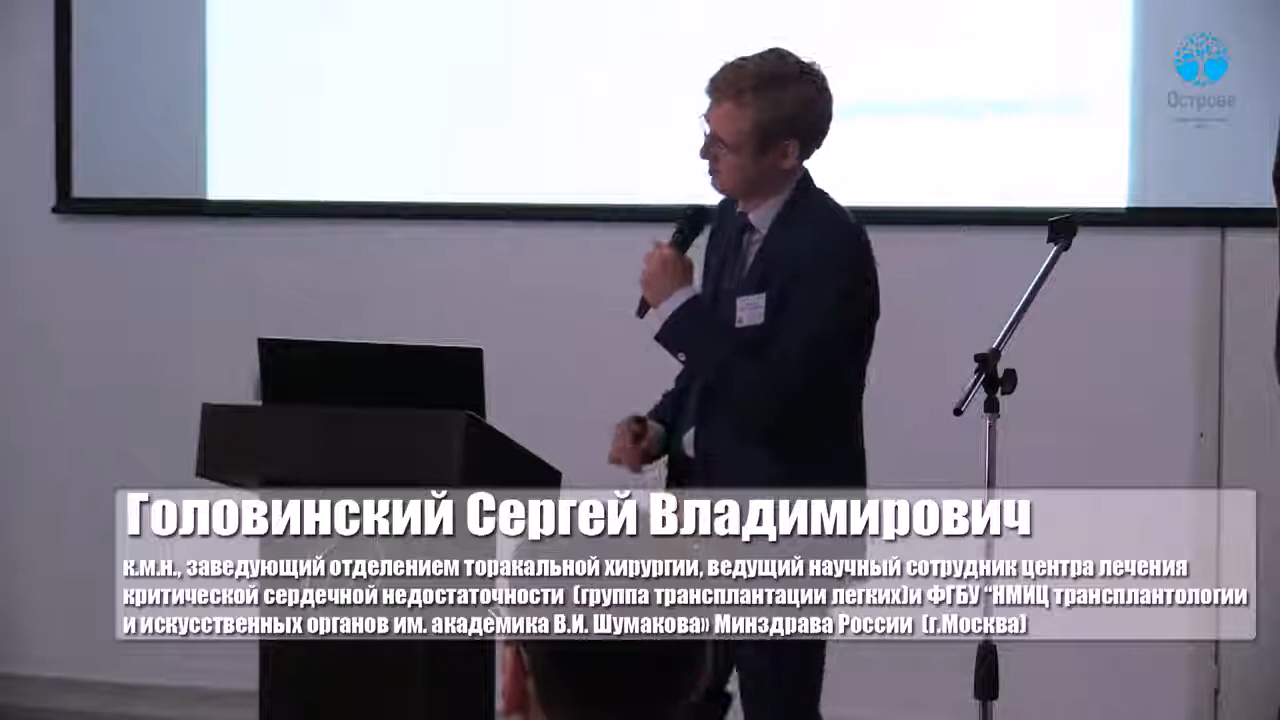 Острова
Головинский Сергей Владимирович
к.м.н., заведующий отделением торакальной хирургии, ведущий научный сотрудник центра лечения
критической сердечной недостаточности (группа трансплантации легких)и ФГБУ “НМИЦ трансплантологии
и искусственных органов им. академика В.И. Шумакова» Минздрава России (г.Москва)